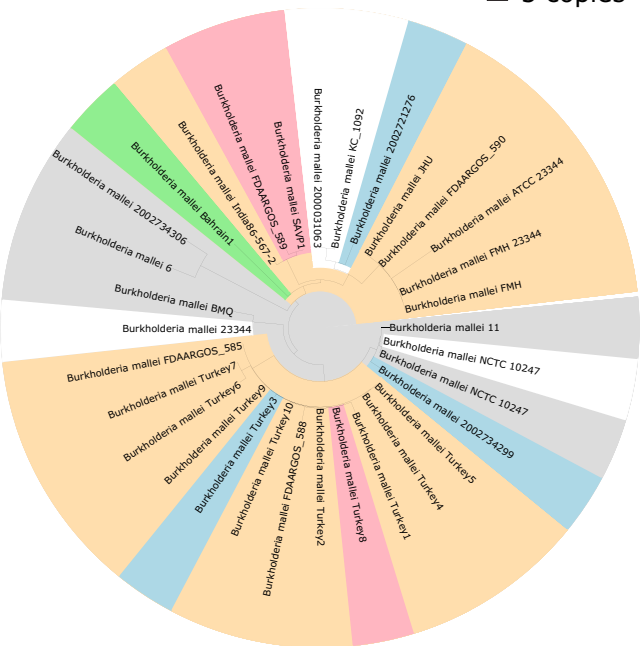 Burkholderia mallei 2000031063
Burkholderia mallei KC_1092
Burkholderia mallei 2002721276
Burkholderia mallei JHU
Burkholderia mallei FDAARGOS_590
Burkholderia mallei ATCC 23344
Burkholderia mallei FMH 23344
Burkholderia mallei FMH
Burkholderia mallei 11
Burkholderia mallei NCTC 10247
Burkholderia mallei NCTC 10247
Burkholderia mallei 2002734299
Burkholderia mallei Turkey5
Burkholderia mallei Turkey4
Burkholderia mallei Turkey1
Burkholderia mallei Turkey8
Burkholderia mallei Turkey2
Burkholderia mallei FDAARGOS_588
Burkholderia mallei Turkey10
Burkholderia mallei Turkey3
Burkholderia mallei Turkey9
Burkholderia mallei Turkey6
Burkholderia mallei Turkey7
Burkholderia mallei FDAARGOS_585
Burkholderia mallei 23344
Burkholderia mallei BMQ
Burkholderia mallei 6
Burkholderia mallei 2002734306
Burkholderia mallei Bahrain1
Burkholderia mallei India86-567-2
Burkholderia mallei FDAARGOS_589
Burkholderia mallei SAVP1